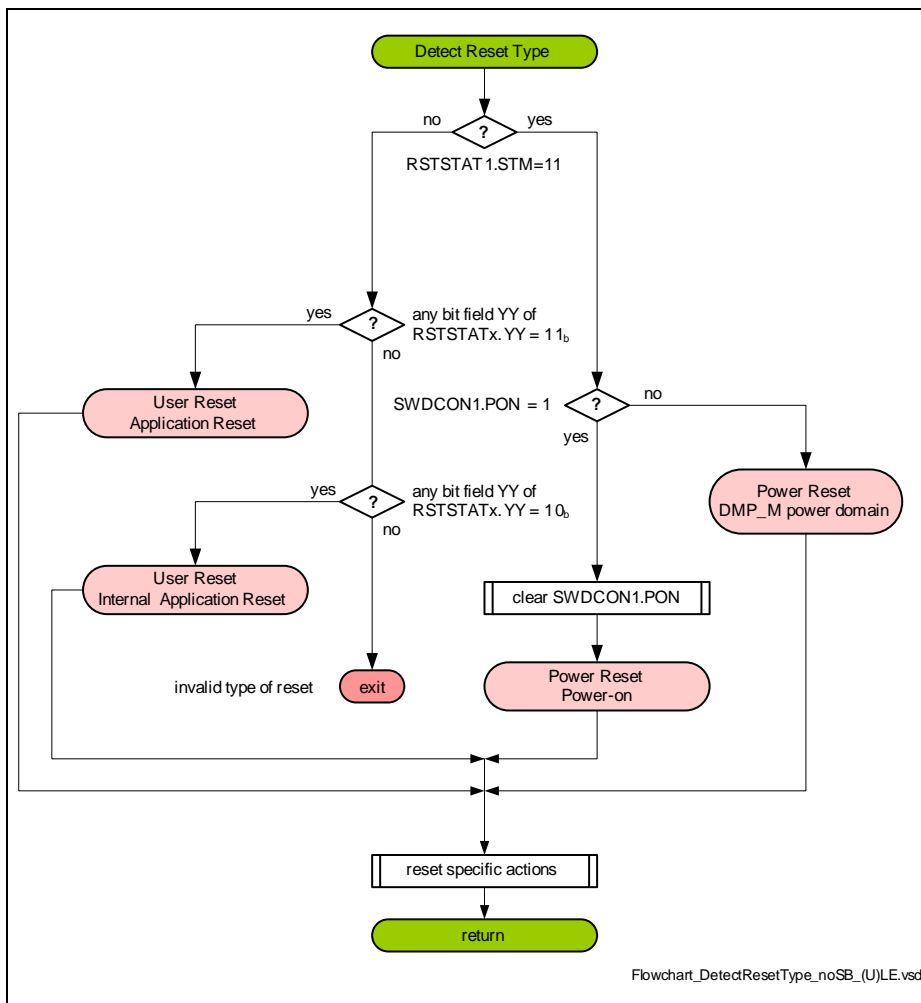 Detect Reset Type
no
?
yes
RSTSTAT1.STM=11
yes
?
any bit field YY of
RSTSTATx.YY = 11b
no
User Reset
Application Reset
SWDCON1.PON = 1
?
no
yes
yes
?
any bit field YY of
RSTSTATx.YY = 10b
no
Power Reset
DMP_M power domain
User Reset
Internal Application Reset
clear SWDCON1.PON
invalid type of reset
exit
Power Reset
Power-on
reset specific actions
return
Flowchart_DetectResetType_noSB_(U)LE.vsd